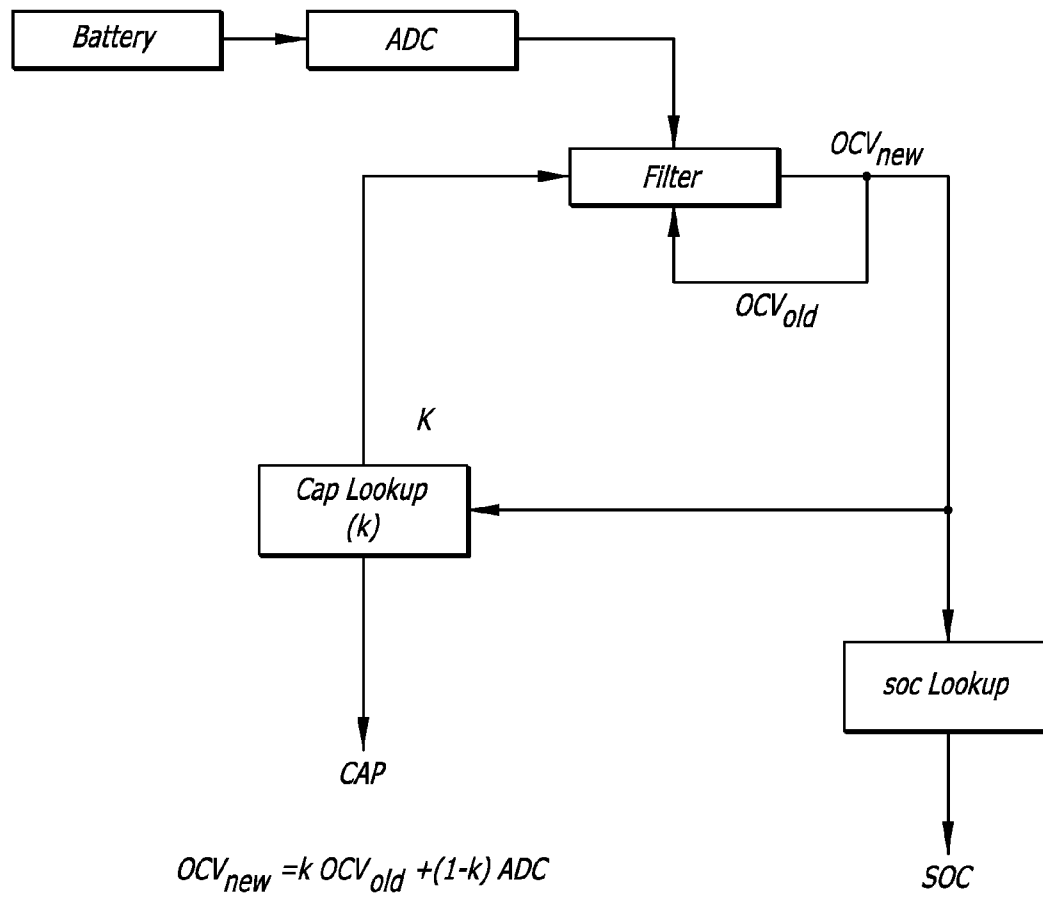 Battery
ADC
OCVnew
Filter
OCVold
K
Cap Lookup
(k)
soc Lookup
CAP
OCVnew =k OCVold +(1-k) ADC
SOC